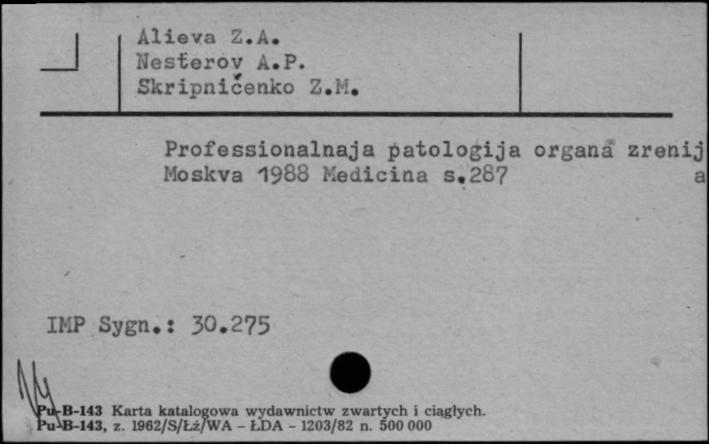 Alieva Z.A.
Nesterov A.P.
Skripničenko Z.M.
Professionalnaja patologija organa zrenij
Moskva 1988 Medicina s.287 a
IMP Sygn.: 30.275
Pu-B-143 Karta katalogowa wydawnictw zwartych i ciągłych.
Pu-B-143, z. 1962/S/Łź/WA - ŁDA - 1203/82 n. 500 000